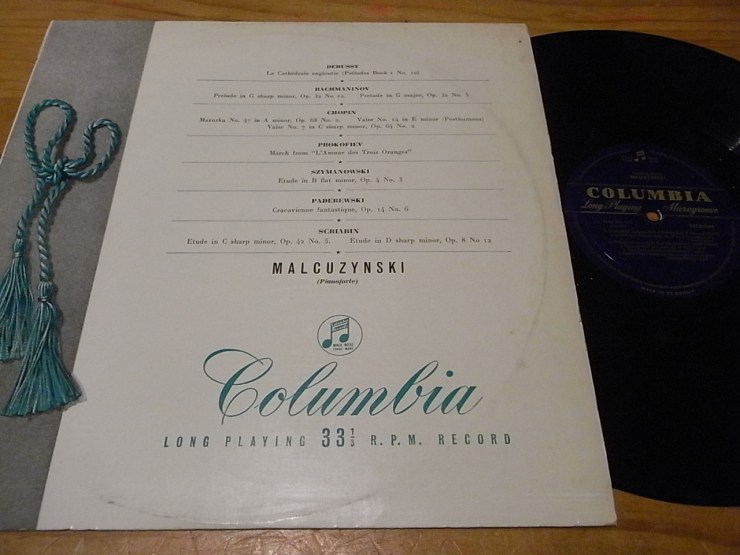 DEBUSSY
La Cathédrale engloutie (Préludes Book 1 No. 10)
RACHMANINOV
Prelude in G sharp minor, Op. 32 No 12. Prelude in G major, Op. 32 No 5.
CHOPIN
Mazurka No. 47 in A minor, Op. 68 No. 2. Valse No. 14 in E minor (Posthumous)
Valse No. 7 in C sharp minor, Op. 64 No. 2
PROKOFIEV
March from "L'Amour des Trois Oranges"
SZYMANOWSKI
Etude in B flat minor, Op. 4 No. 3
PADEREWSKI
Cracovienne fantastique, Op. 14 No. 6
SCRIABIN
Etude in C sharp minor, Op. 42 No. 5. Etude in D sharp minor, Op. 8 No 12
MALCUZYNSKI
(Pianoforte)
MAGIC NOTES
TRADE MARK
Columbia
LONG PLAYING 33⅓ R.P.M. RECORD
COLUMBIA
Long Playing Microgroove